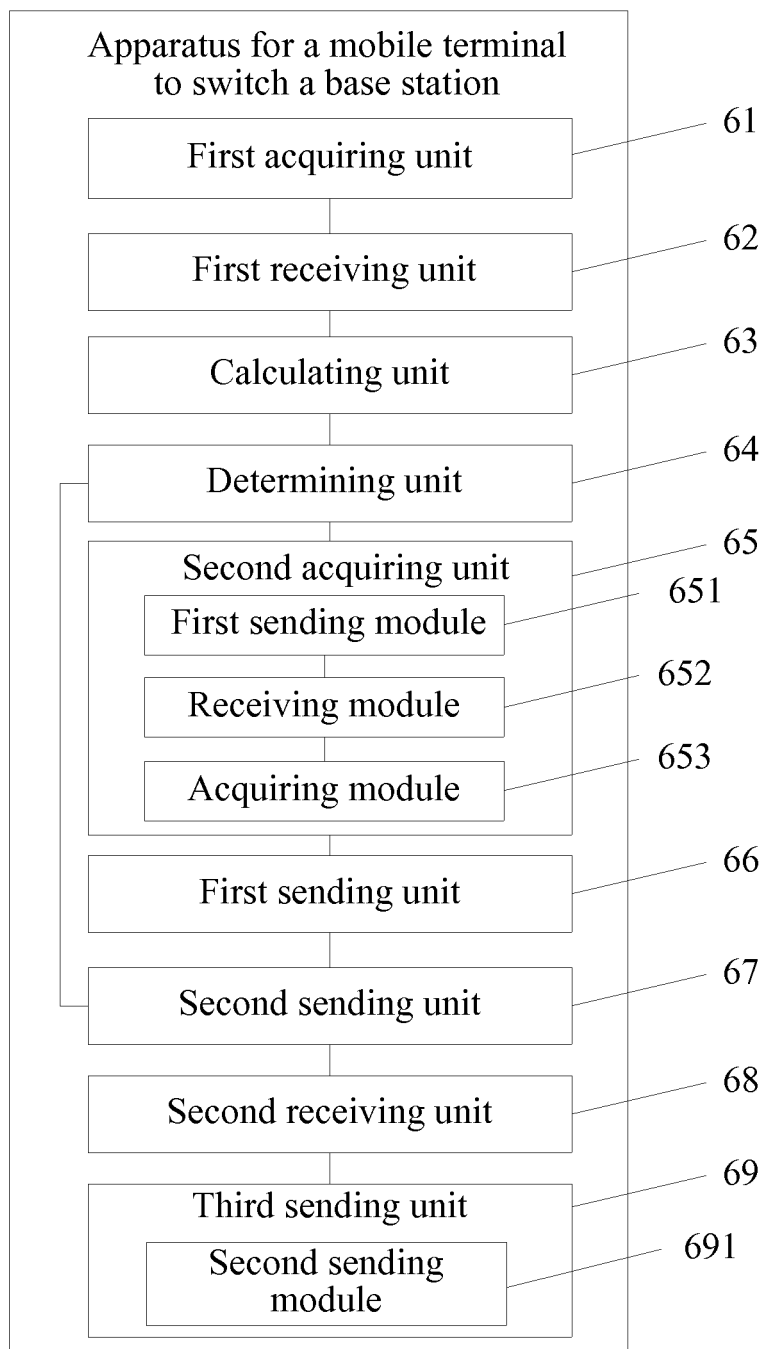 Apparatus for a mobile terminal
to switch a base station
First acquiring unit
61
First receiving unit
62
Calculating unit
63
Determining unit
64
Second acquiring unit
65
First sending module
651
Receiving module
652
Acquiring module
653
First sending unit
66
Second sending unit
67
Second receiving unit
68
Third sending unit
69
Second sending
module
691